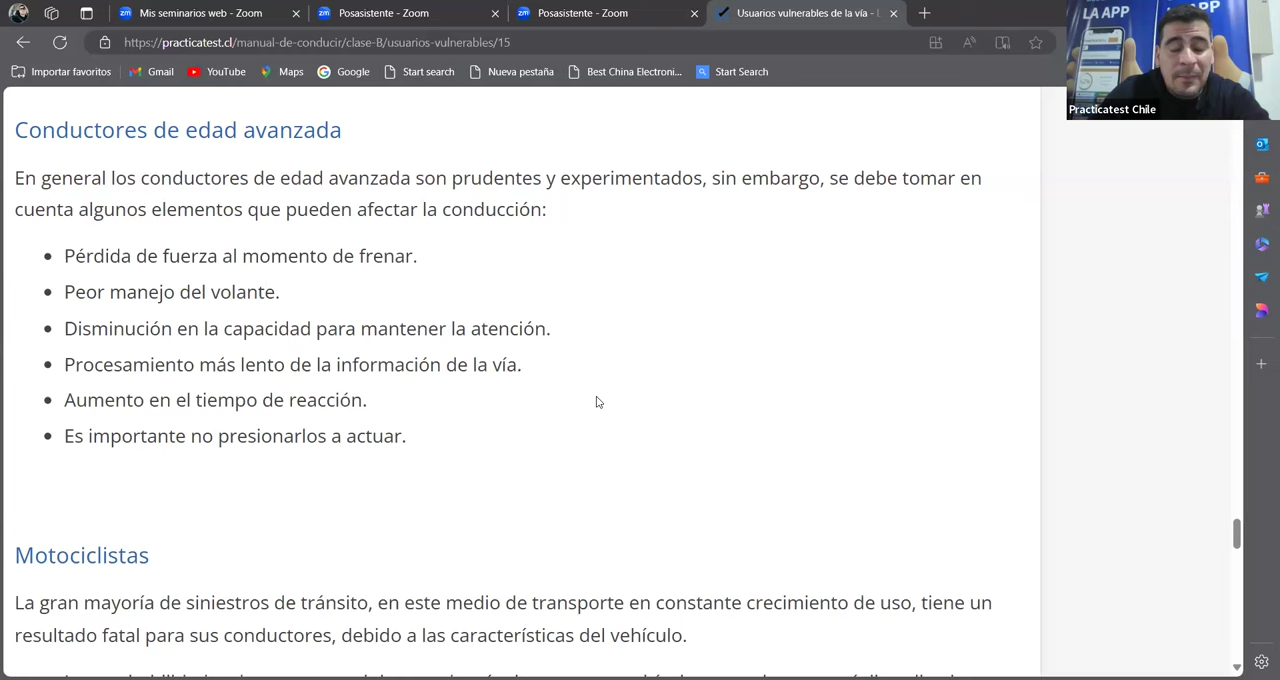 Mis seminarios web - Zoom
Posasistente - Zoom
Posasistente - Zoom
Usuarios vulnerables de la vía - L
https://practicatest.cl/manual-de-conducir/clase-B/usuarios-vulnerables/15
Importar favoritos
Gmail
YouTube
Maps
Google
Start search
Nueva pestaña
Best China Electroni...
Start Search
LA APP
LA APP
Practicatest Chile
Conductores de edad avanzada
En general los conductores de edad avanzada son prudentes y experimentados, sin embargo, se debe tomar en
cuenta algunos elementos que pueden afectar la conducción:
• Pérdida de fuerza al momento de frenar.
• Peor manejo del volante.
• Disminución en la capacidad para mantener la atención.
• Procesamiento más lento de la información de la vía.
• Aumento en el tiempo de reacción.
• Es importante no presionarlos a actuar.
Motociclistas
La gran mayoría de siniestros de tránsito, en este medio de transporte en constante crecimiento de uso, tiene un
resultado fatal para sus conductores, debido a las características del vehículo.